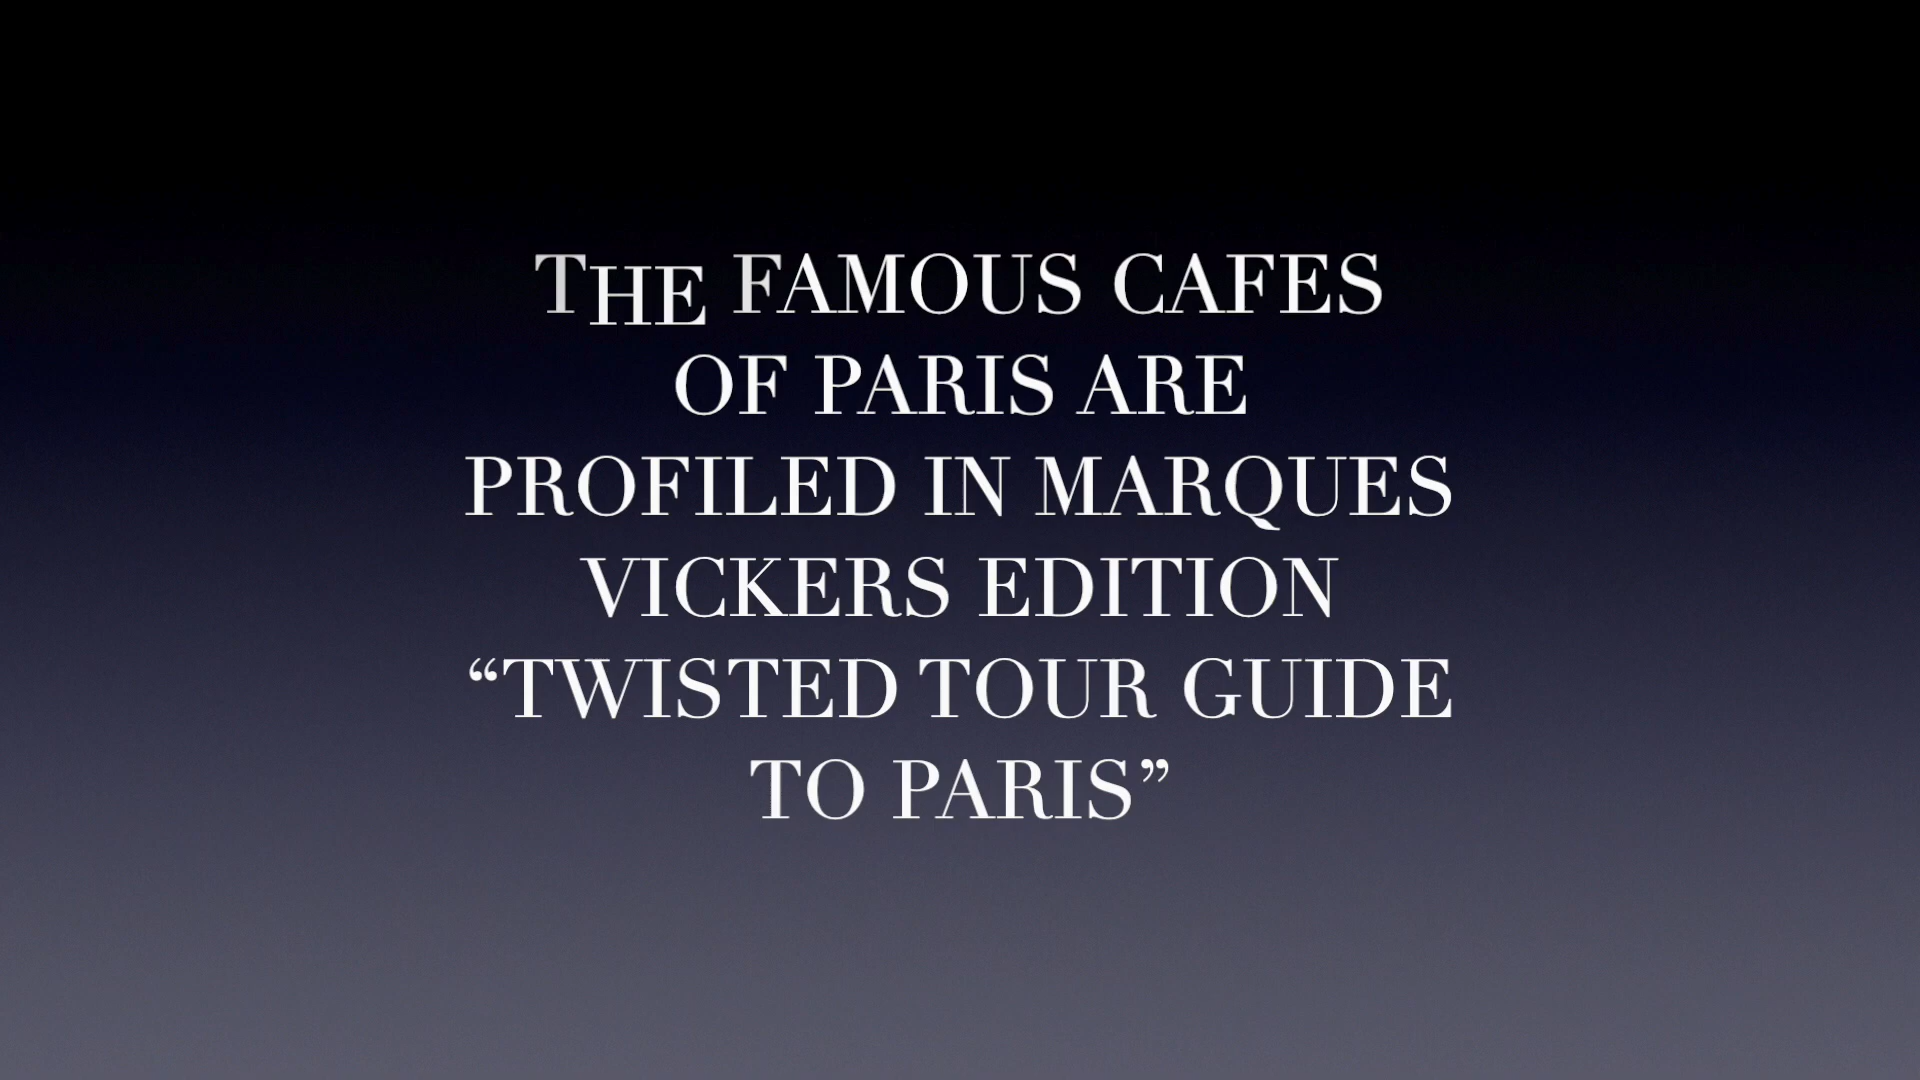 THE FAMOUS CAFES
OF PARIS ARE
PROFILED IN MARQUES
VICKERS EDITION
“TWISTED TOUR GUIDE
TO PARIS”